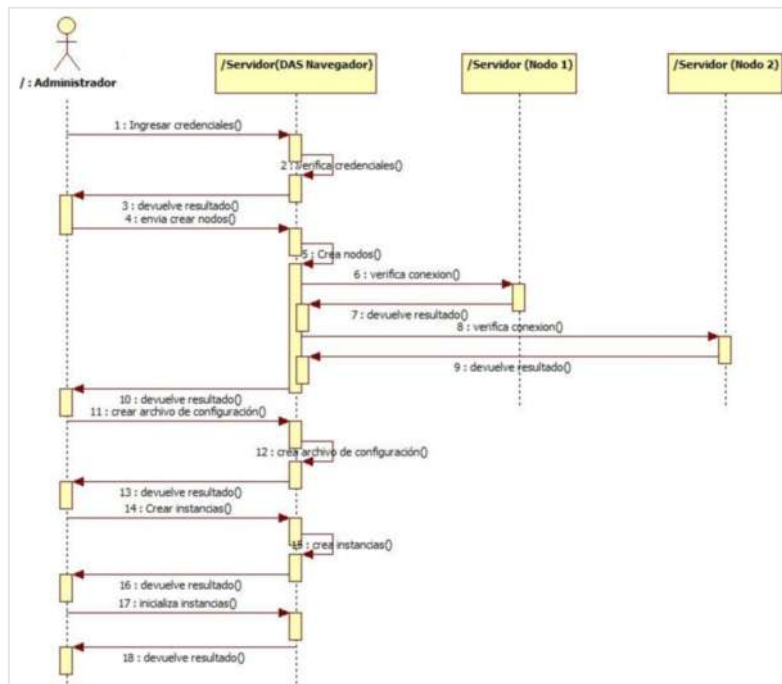 / : Administrador
/Servidor(DAS Navegador)
/Servidor (Nodo 1)
/Servidor (Nodo 2)
1 : Ingresar credenciales()
2 : verifica credenciales()
3 : devuelve resultado()
4 : envia crear nodos()
5 : Crea nodos()
6 : verifica conexion()
7 : devuelve resultado()
8 : verifica conexion()
9 : devuelve resultado()
10 : devuelve resultado()
11 : crear archivo de configuración()
12 : crea archivo de configuración()
13 : devuelve resultado()
14 : Crear instancias()
15 : crea instancias()
16 : devuelve resultado()
17 : inicializa instancias()
18 : devuelve resultado()